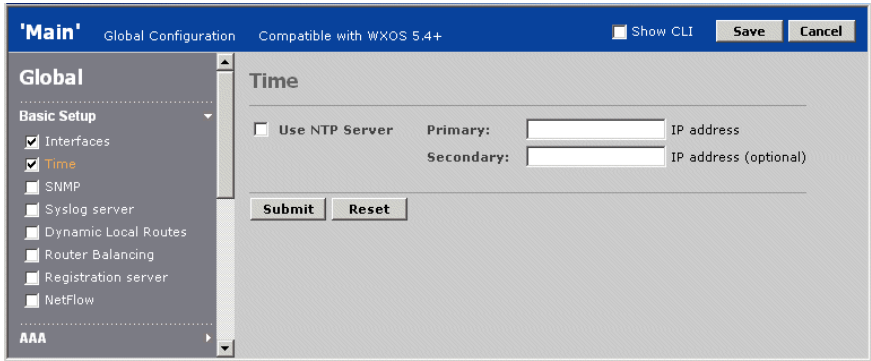 'Main' Global Configuration Compatible with WXOS 5.4+ Show CLI Save Cancel
Global
Basic Setup
Interfaces
Time
SNMP
Syslog server
Dynamic Local Routes
Router Balancing
Registration server
NetFlow
AAA
Time
Use NTP Server Primary: IP address
Secondary: IP address (optional)
Submit Reset